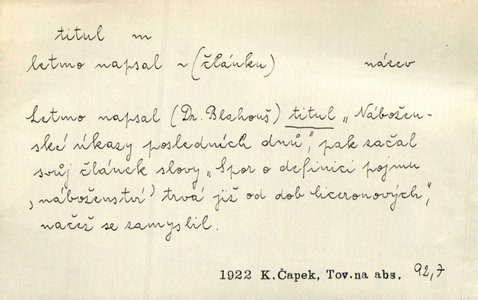 titul m
letmo napsal v (článku) název
Letmo napsal (Dr. Blahouš) titul „Nábožen-
ské úkazy posledních dnů“, pak začal
svůj článek slovy „Spor o definici pojmu
‚náboženství‘ trvá již od dob Ciceronových“,
načež se zamyslil.
1922 K.Čapek, Tov.na abs. 92,7